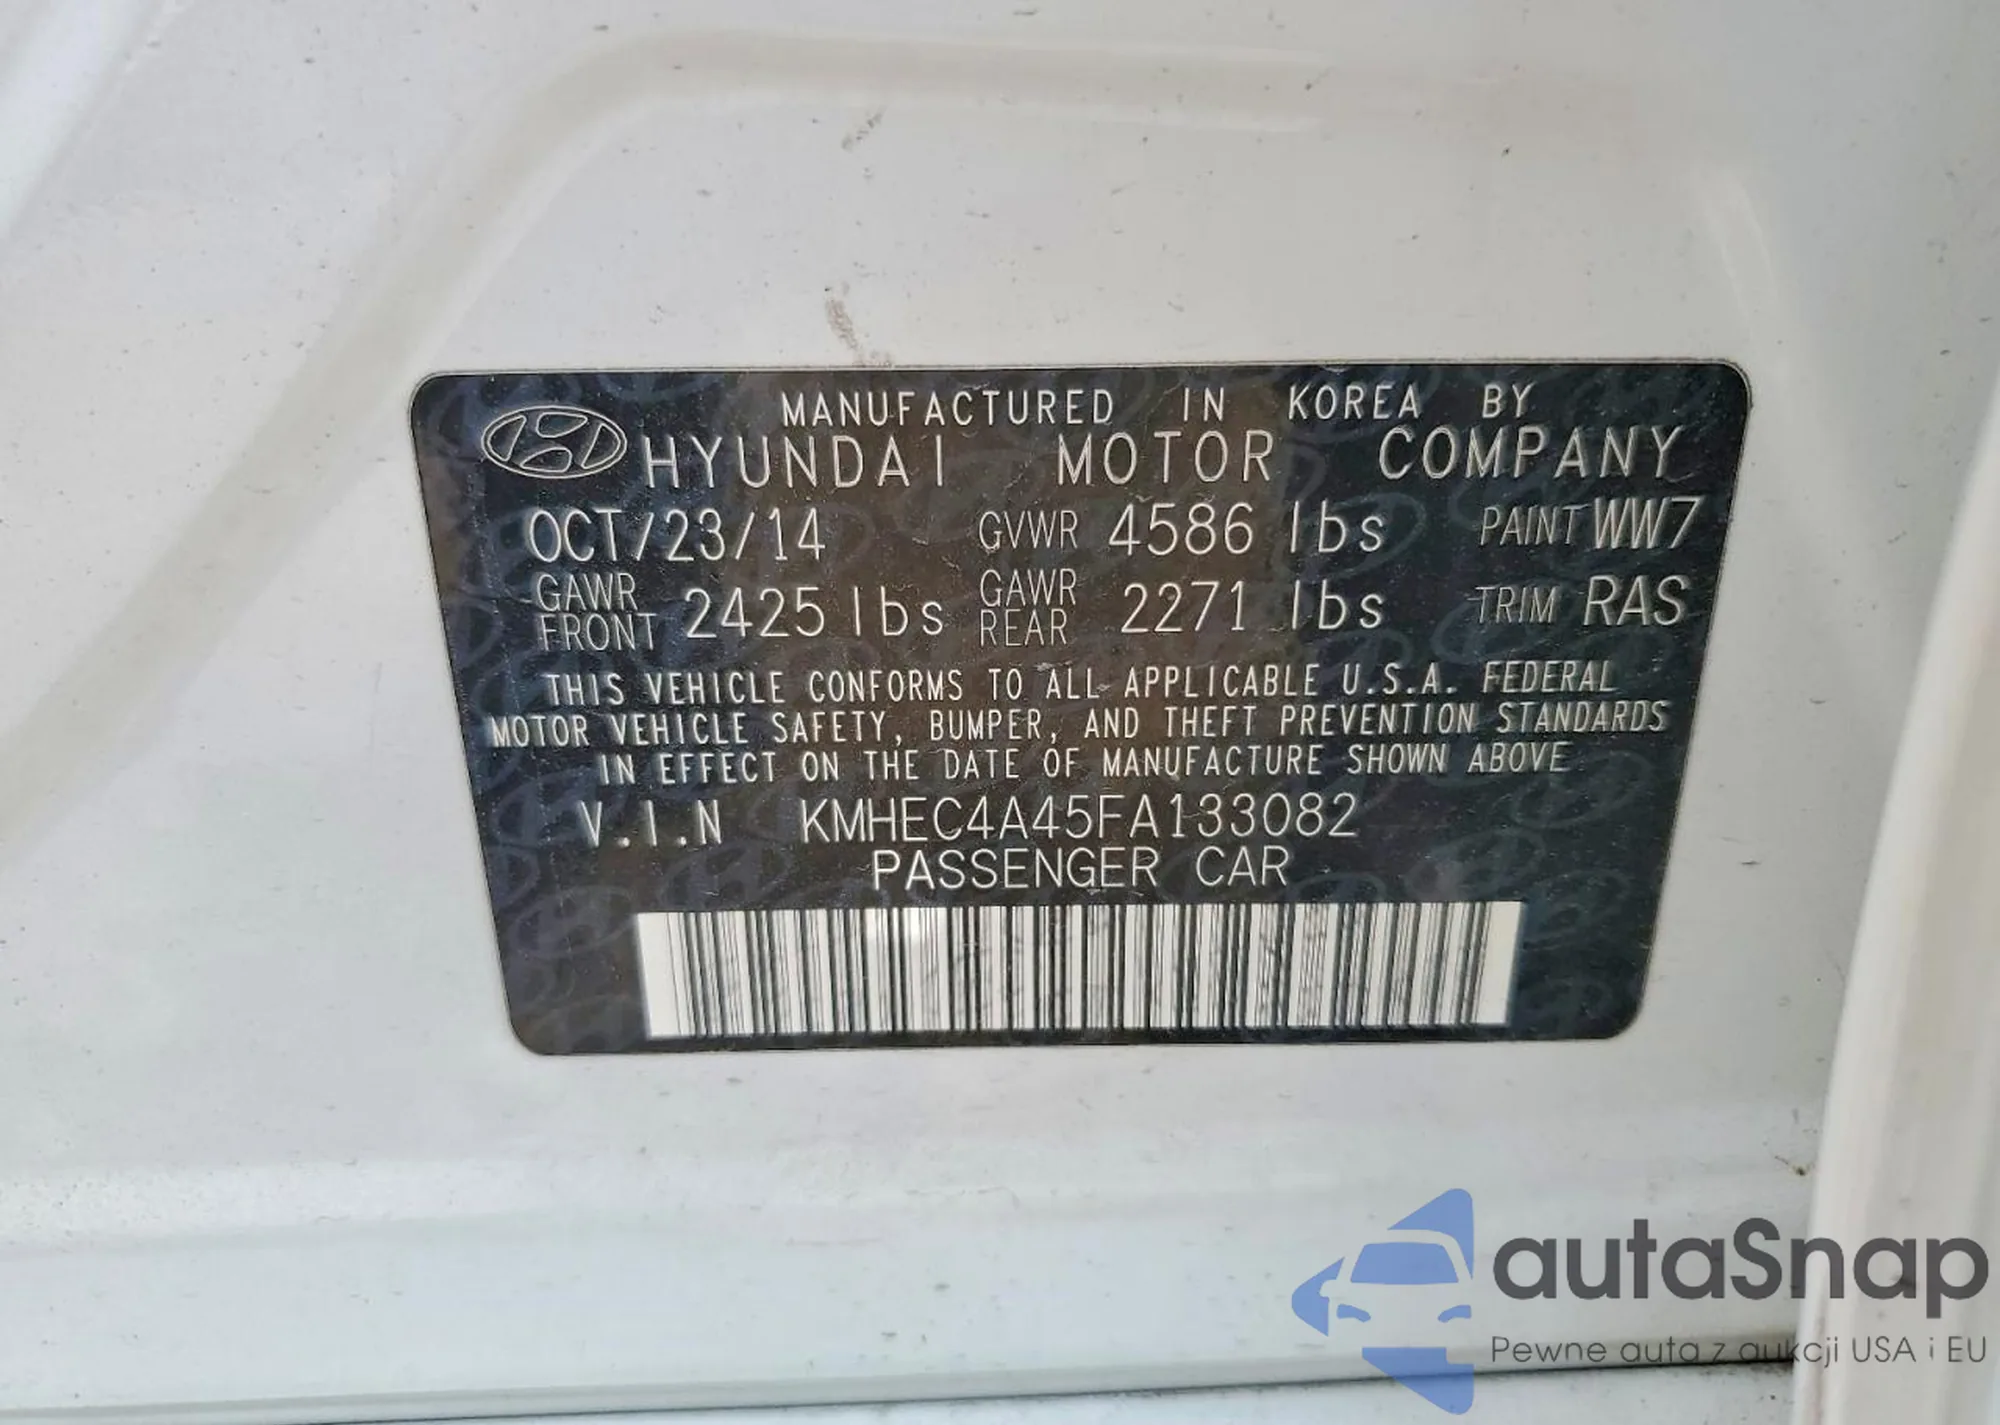 MANUFACTURED IN KOREA BY
HYUNDAI MOTOR COMPANY
OCT/23/14 GVWR 4586 lbs PAINT WW7
GAWR FRONT 2425 lbs GAWR REAR 2271 lbs TRIM RAS
THIS VEHICLE CONFORMS TO ALL APPLICABLE U.S.A. FEDERAL
MOTOR VEHICLE SAFETY, BUMPER, AND THEFT PREVENTION STANDARDS
IN EFFECT ON THE DATE OF MANUFACTURE SHOWN ABOVE
V.I.N KMHEC4A45FA133082
PASSENGER CAR
autaSnap
Pewne auta z aukcji USA i EU